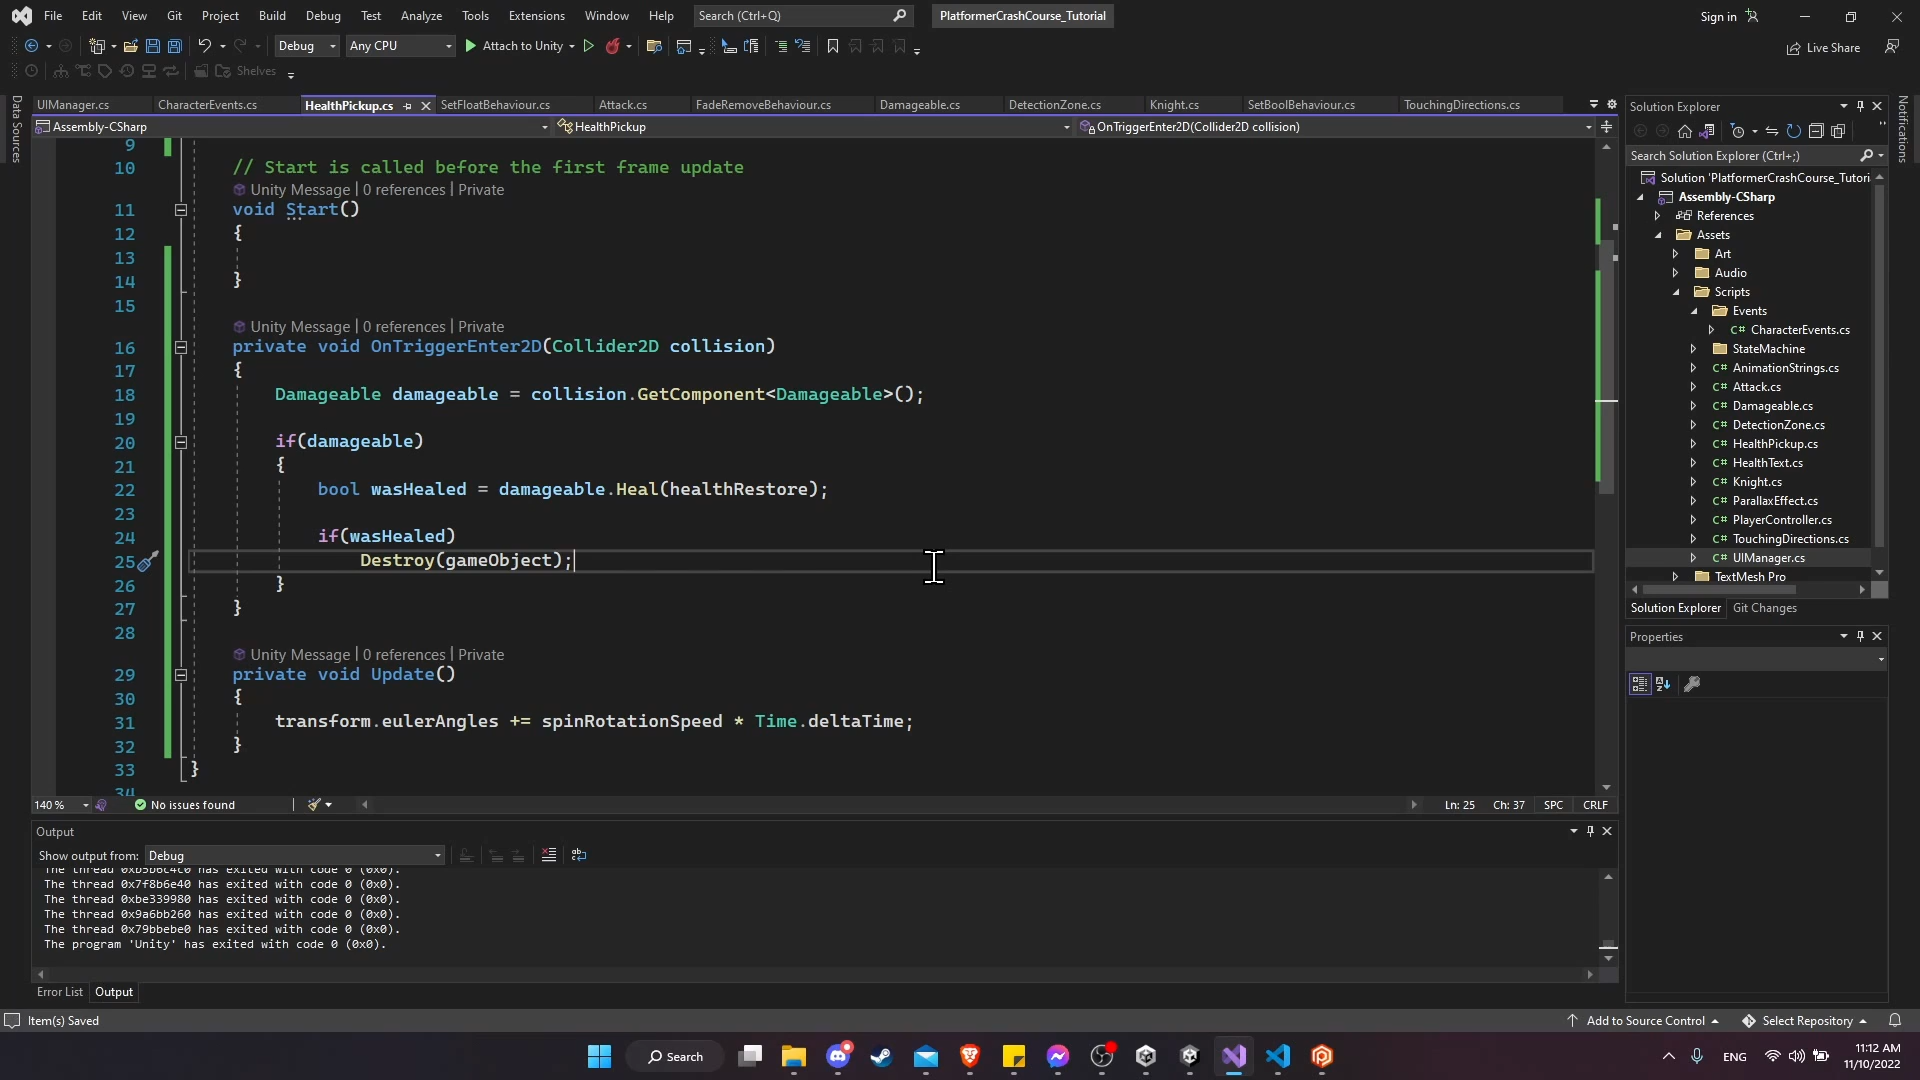 File Edit View Git Project Build Debug Test Analyze Tools Extensions Window Help Search (Ctrl+Q) PlatformerCrashCourse_Tutorial Sign in
Debug Any CPU Attach to Unity Live Share
Shelves
UIManager.cs CharacterEvents.cs HealthPickup.cs SetFloatBehaviour.cs Attack.cs FadeRemoveBehaviour.cs Damageable.cs DetectionZone.cs Knight.cs SetBoolBehaviour.cs TouchingDirections.cs
Assembly-CSharp HealthPickup OnTriggerEnter2D(Collider2D collision)
Data Sources
9
10 // Start is called before the first frame update
Unity Message | 0 references | Private
11 void Start()
12 {
13
14 }
15
Unity Message | 0 references | Private
16 private void OnTriggerEnter2D(Collider2D collision)
17 {
18 Damageable damageable = collision.GetComponent<Damageable>();
19
20 if(damageable)
21 {
22 bool wasHealed = damageable.Heal(healthRestore);
23
24 if(wasHealed)
25 Destroy(gameObject);
26 }
27 }
28
Unity Message | 0 references | Private
29 private void Update()
30 {
31 transform.eulerAngles += spinRotationSpeed * Time.deltaTime;
32 }
33 }
34
140 % No issues found Ln: 25 Ch: 37 SPC CRLF
Output
Show output from: Debug
The thread 0xb5b6c4c0 has exited with code 0 (0x0).
The thread 0x7f8b6e40 has exited with code 0 (0x0).
The thread 0xbe339980 has exited with code 0 (0x0).
The thread 0x9a6bb260 has exited with code 0 (0x0).
The thread 0x79bbebe0 has exited with code 0 (0x0).
The program 'Unity' has exited with code 0 (0x0).
Error List Output
Solution Explorer
Search Solution Explorer (Ctrl+;)
Solution 'PlatformerCrashCourse_Tutori
Assembly-CSharp
References
Assets
Art
Audio
Scripts
Events
C# CharacterEvents.cs
StateMachine
C# AnimationStrings.cs
C# Attack.cs
C# Damageable.cs
C# DetectionZone.cs
C# HealthPickup.cs
C# HealthText.cs
C# Knight.cs
C# ParallaxEffect.cs
C# PlayerController.cs
C# TouchingDirections.cs
C# UIManager.cs
TextMesh Pro
Solution Explorer Git Changes
Properties
Notifications
Item(s) Saved Add to Source Control Select Repository
Search ENG 11:12 AM
11/10/2022